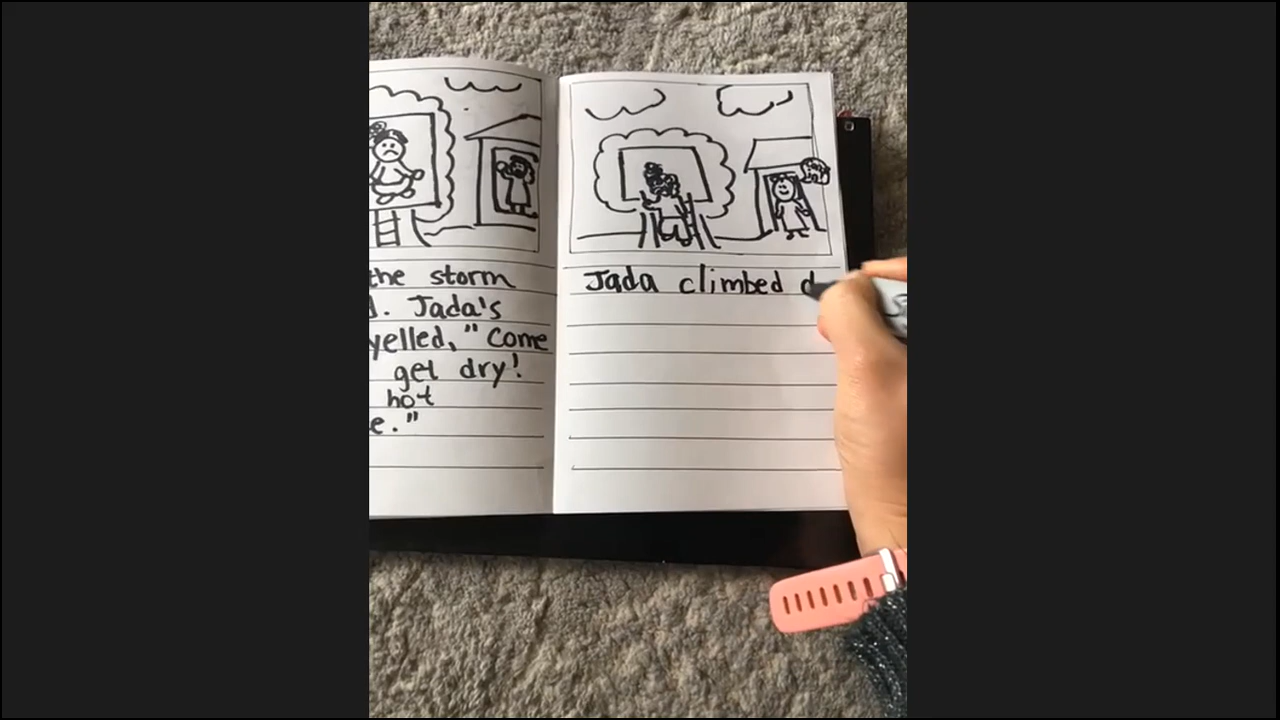 the storm
d. Jada's
yelled, "Come
get dry!
hot
e."
Jada climbed d